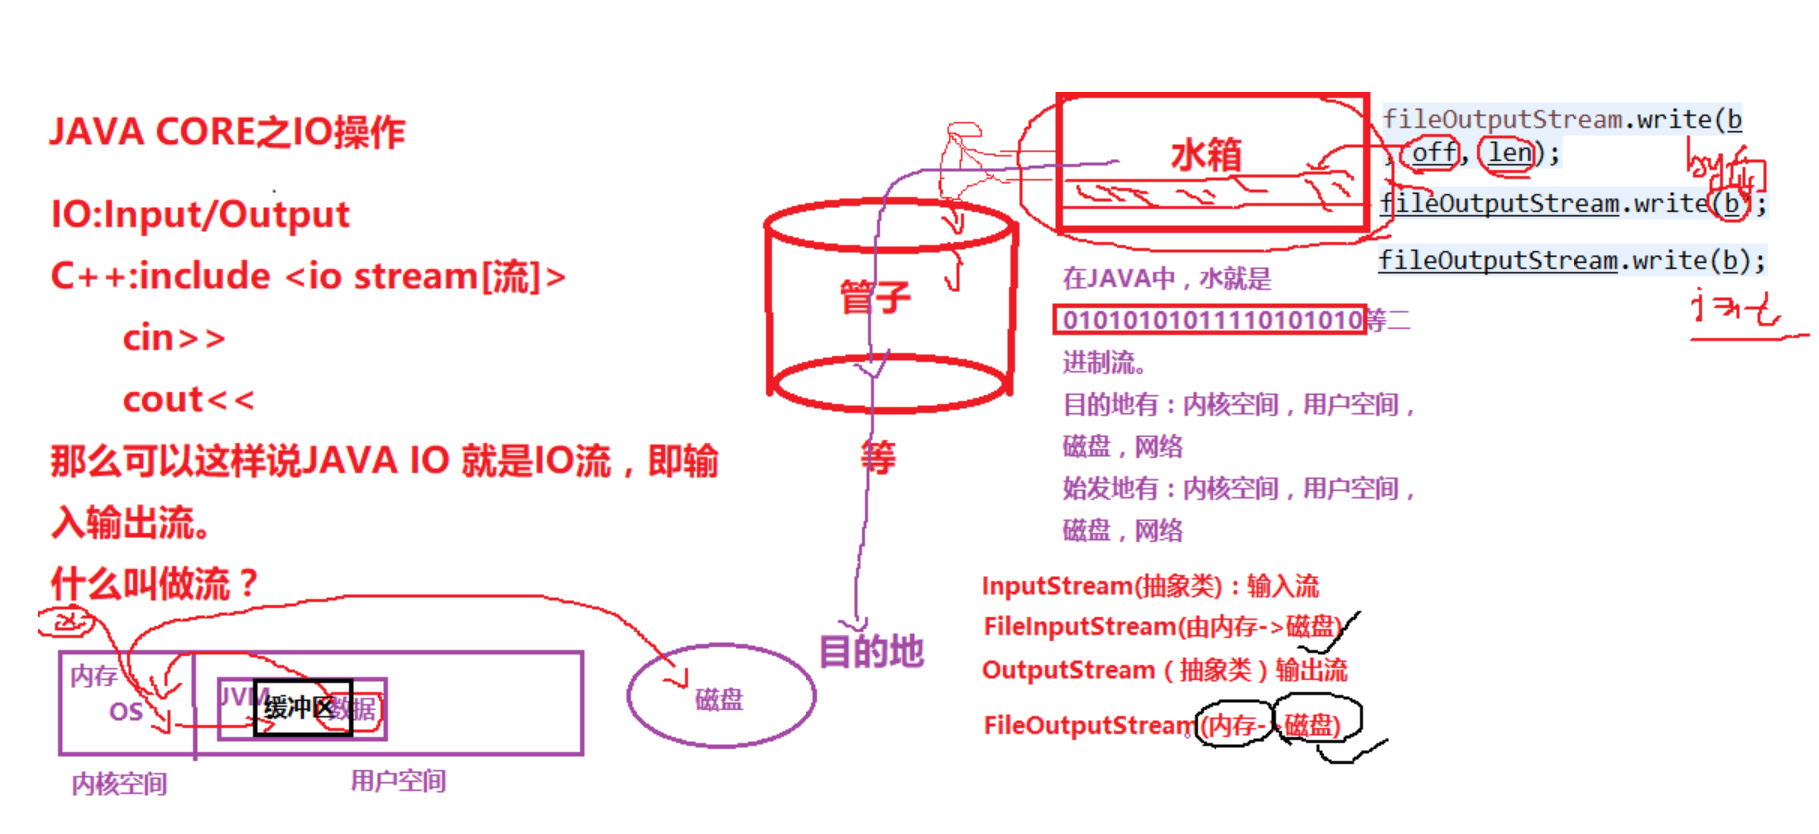 JAVA CORE之IO操作
IO:Input/Output
C++:include <io stream[流]>
cin>>
cout<<
那么可以这样说JAVA IO 就是IO流，即输
入输出流。
什么叫做流？
内存
OS
JVM
缓冲区
数据
内核空间
用户空间
磁盘
管子
等
目的地
水箱
在JAVA中，水就是
01010101011110101010等二
进制流。
目的地有：内核空间，用户空间，
磁盘，网络
始发地有：内核空间，用户空间，
磁盘，网络
InputStream(抽象类)：输入流
FileInputStream(由内存->磁盘)
OutputStream（抽象类）输出流
FileOutputStream(内存->磁盘)
fileOutputStream.write(b
, off, len);
fileOutputStream.write(b);
fileOutputStream.write(b);
int